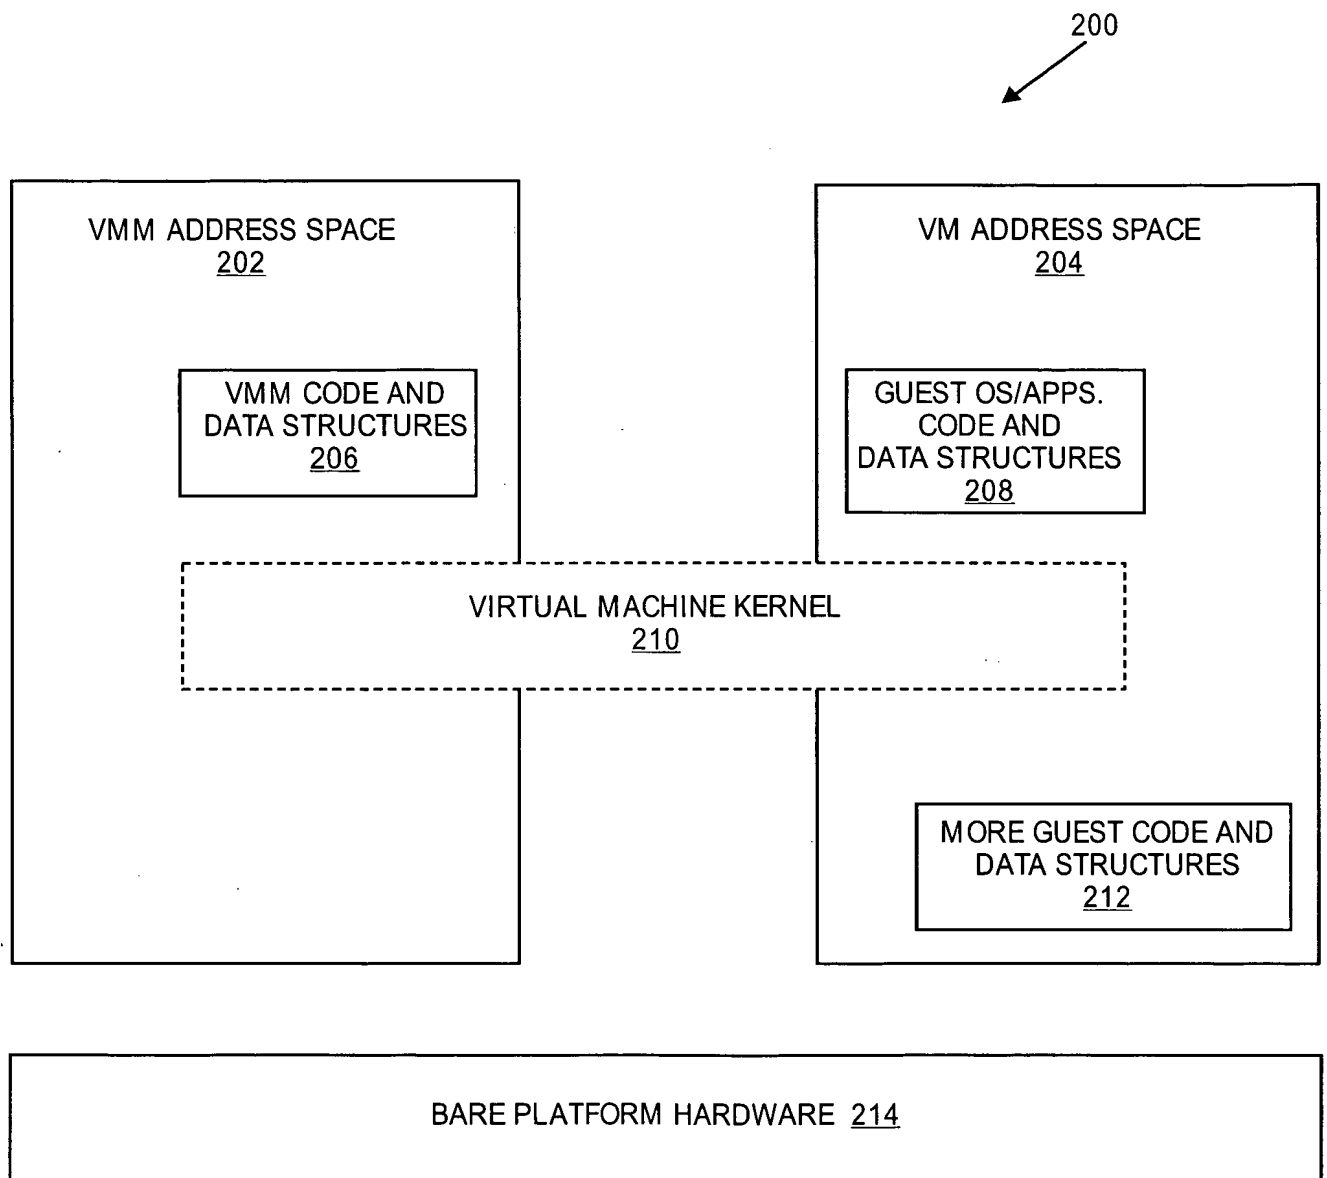 200
VMM ADDRESS SPACE
202
VM ADDRESS SPACE
204
VMM CODE AND
DATA STRUCTURES
206
GUEST OS/APPS.
CODE AND
DATA STRUCTURES
208
VIRTUAL MACHINE KERNEL
210
MORE GUEST CODE AND
DATA STRUCTURES
212
BARE PLATFORM HARDWARE 214